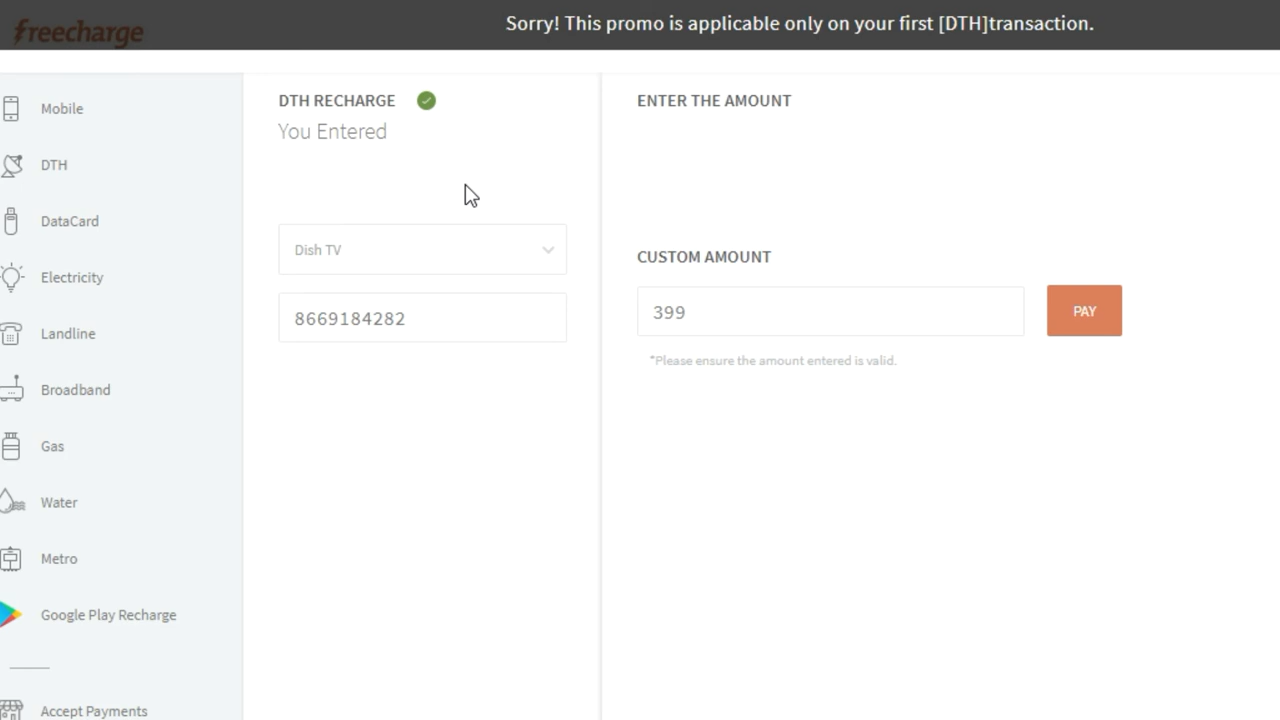 freecharge
Sorry! This promo is applicable only on your first [DTH]transaction.
Mobile
DTH
DataCard
Electricity
Landline
Broadband
Gas
Water
Metro
Google Play Recharge
Accept Payments
DTH RECHARGE
You Entered
Dish TV
8669184282
ENTER THE AMOUNT
CUSTOM AMOUNT
399
PAY
*Please ensure the amount entered is valid.